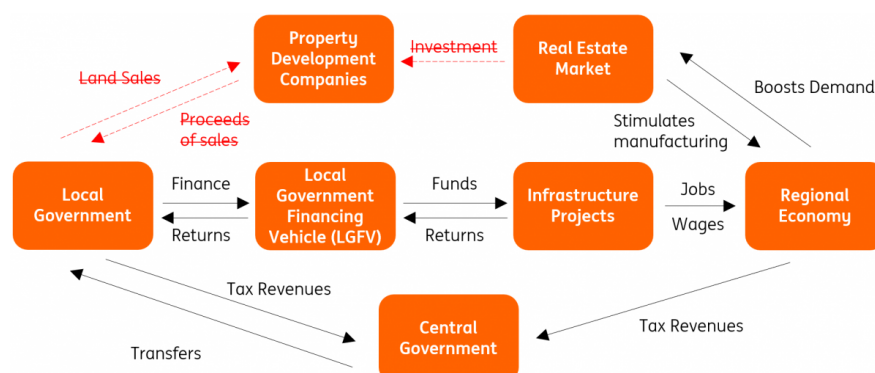 Property
Development
Companies
Investment
Real Estate
Market
Land Sales
Boosts Demand
Proceeds
of sales
Stimulates
manufacturing
Local
Government
Finance
Returns
Local
Government
Financing
Vehicle (LGFV)
Funds
Returns
Infrastructure
Projects
Jobs
Wages
Regional
Economy
Tax Revenues
Transfers
Central
Government
Tax Revenues